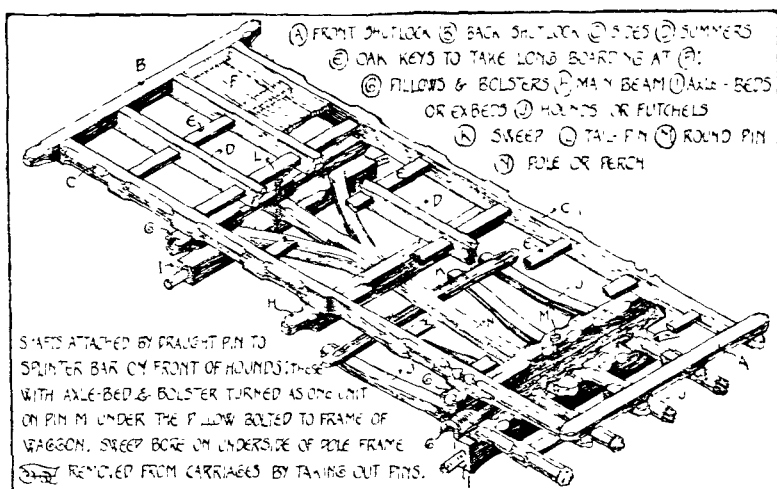 Ⓐ FRONT SHUTLOCK Ⓑ BACK SHUTLOCK Ⓒ SIDES Ⓓ SUMMERS
Ⓔ OAK KEYS TO TAKE LONG BOARDING AT Ⓕ:
Ⓖ PILLOWS & BOLSTERS Ⓗ MAIN BEAM Ⓘ AXLE-BEDS
OR EXBEDS Ⓙ HOUNDS OR FUTCHELS
Ⓚ SWEEP Ⓛ TAIL-PIN Ⓜ ROUND PIN
Ⓝ POLE OR PERCH
B
F
E
D
L
C
E
D
C
G
E
I
K
J
H
N
M
J
G
A
J
G
I
SHAFTS ATTACHED BY DRAUGHT PIN TO
SPLINTER BAR ON FRONT OF HOUNDS: THESE
WITH AXLE-BED & BOLSTER TURNED AS ONE UNIT
ON PIN M UNDER THE PILLOW BOLTED TO FRAME OF
WAGGON. SWEEP BORE ON UNDERSIDE OF POLE FRAME
REMOVED FROM CARRIAGES BY TAKING OUT PINS.